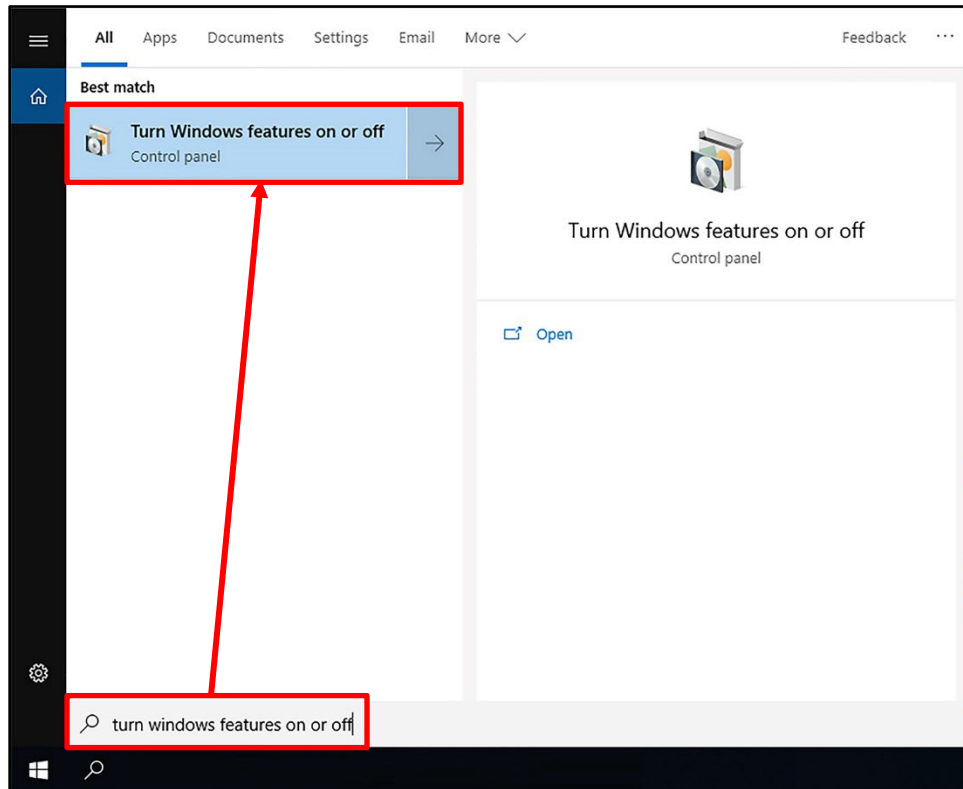 All Apps Documents Settings Email More Feedback ...
Best match
Turn Windows features on or off
Control panel
Turn Windows features on or off
Control panel
Open
turn windows features on or off